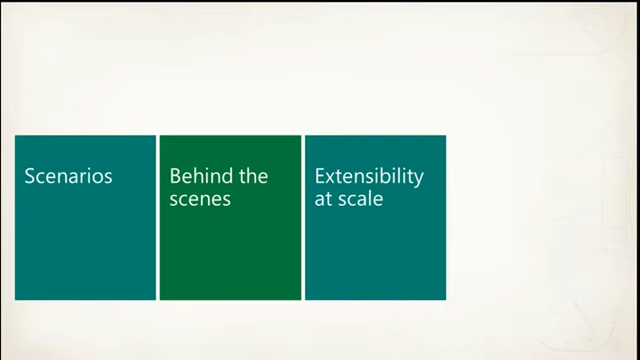 Scenarios
Behind the
scenes
Extensibility
at scale